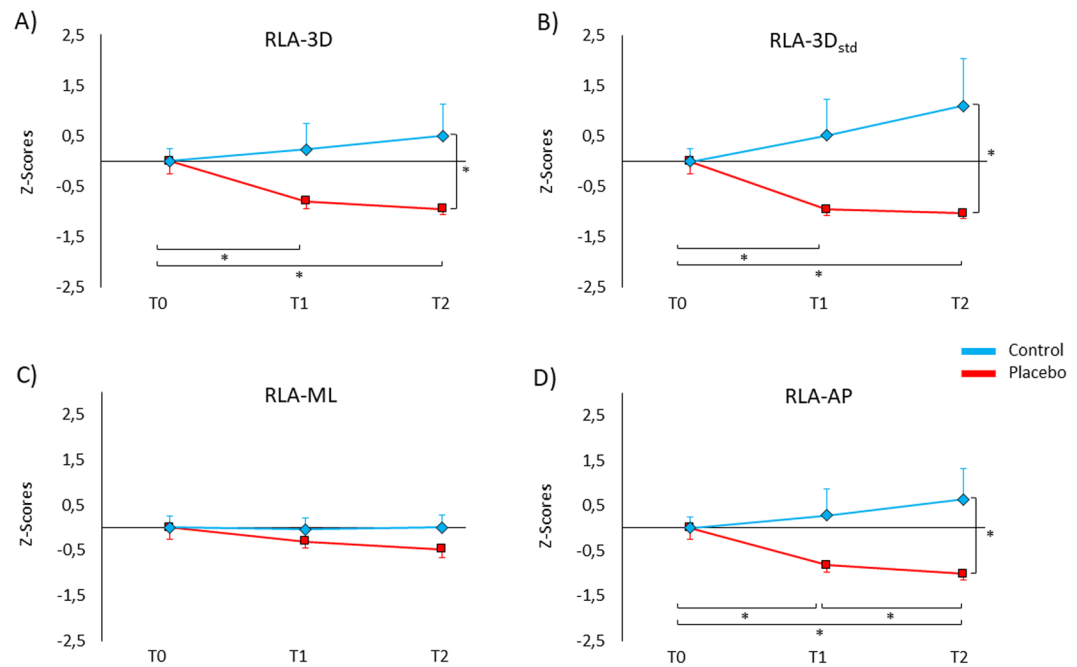 A)
RLA-3D
2,5
1,5
0,5
-0,5
-1,5
-2,5
Z-Scores
*
*
*
T0 T1 T2
B)
RLA-3Dstd
2,5
1,5
0,5
-0,5
-1,5
-2,5
Z-Scores
*
*
*
T0 T1 T2
Control
Placebo
C)
RLA-ML
2,5
1,5
0,5
-0,5
-1,5
-2,5
Z-Scores
T0 T1 T2
D)
RLA-AP
2,5
1,5
0,5
-0,5
-1,5
-2,5
Z-Scores
*
* *
*
T0 T1 T2